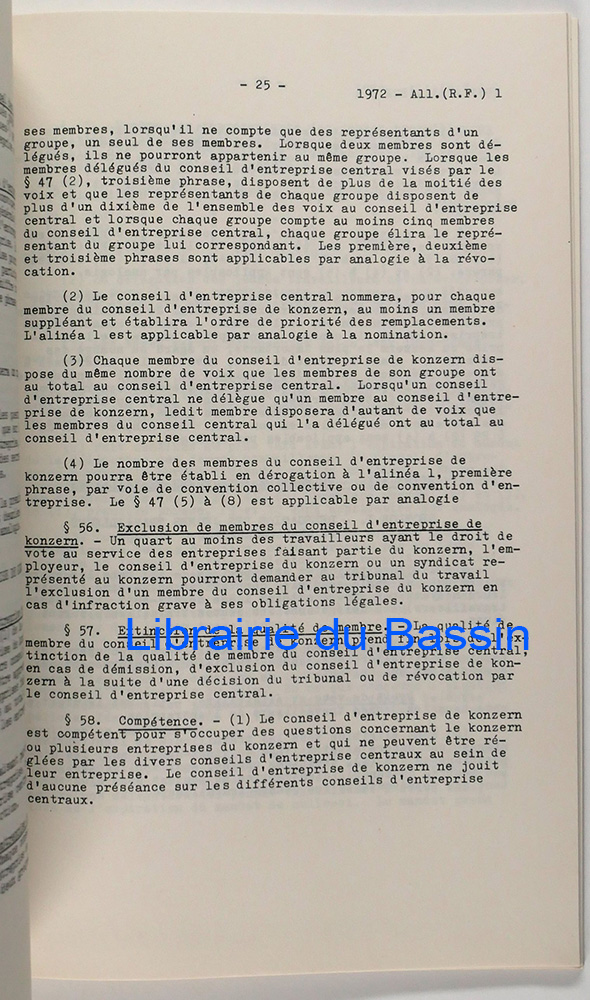 - 25 -
1972 - All.(R.F.) 1
ses membres, lorsqu'il ne compte que des représentants d'un
groupe, un seul de ses membres. Lorsque deux membres sont dé-
légués, ils ne pourront appartenir au même groupe. Lorsque les
membres délégués du conseil d'entreprise central visés par le
§ 47 (2), troisième phrase, disposent de plus de la moitié des
voix et que les représentants de chaque groupe disposent de
plus d'un dixième de l'ensemble des voix au conseil d'entreprise
central et lorsque chaque groupe compte au moins cinq membres
du conseil d'entreprise central, chaque groupe élira le repré-
sentant du groupe lui correspondant. Les première, deuxième
et troisième phrases sont applicables par analogie à la révo-
cation.
(2) Le conseil d'entreprise central nommera, pour chaque
membre du conseil d'entreprise de konzern, au moins un membre
suppléant et établira l'ordre de priorité des remplacements.
L'alinéa 1 est applicable par analogie à la nomination.
(3) Chaque membre du conseil d'entreprise de konzern dis-
pose du même nombre de voix que les membres de son groupe ont
au total au conseil d'entreprise central. Lorsqu'un conseil
d'entreprise central ne délègue qu'un membre au conseil d'entre-
prise de konzern, ledit membre disposera d'autant de voix que
les membres du conseil central qui l'a délégué ont au total au
conseil d'entreprise central.
(4) Le nombre des membres du conseil d'entreprise de
konzern pourra être établi en dérogation à l'alinéa 1, première
phrase, par voie de convention collective ou de convention d'en-
treprise. Le § 47 (5) à (8) est applicable par analogie
§ 56. Exclusion de membres du conseil d'entreprise de
konzern. - Un quart au moins des travailleurs ayant le droit de
vote au service des entreprises faisant partie du konzern, l'em-
ployeur, le conseil d'entreprise du konzern ou un syndicat re-
présenté au konzern pourront demander au tribunal du travail
l'exclusion d'un membre du conseil d'entreprise du konzern en
cas d'infraction grave à ses obligations légales.
§ 57. Extinction de la qualité de membre. - La qualité de
Librairie du Bassin
membre du conseil d'entreprise de konzern prend fin
tinction de la qualité de membre du conseil d'entreprise central,
en cas de démission, d'exclusion du conseil d'entreprise de kon-
zern à la suite d'une décision du tribunal ou de révocation par
le conseil d'entreprise central.
§ 58. Compétence. - (1) Le conseil d'entreprise de konzern
est compétent pour s'occuper des questions concernant le konzern
ou plusieurs entreprises du konzern et qui ne peuvent être ré-
glées par les divers conseils d'entreprise centraux au sein de
leur entreprise. Le conseil d'entreprise de konzern ne jouit
d'aucune préséance sur les différents conseils d'entreprise
centraux.